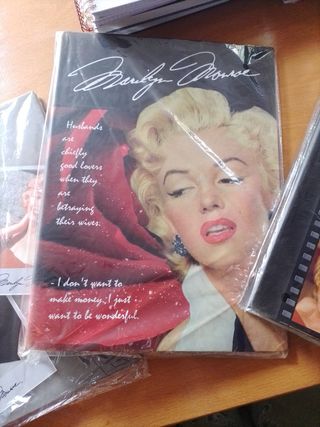 Marilyn Monroe
Husbands
are
chiefly
good lovers
when they
are
betraying
their wives.
- I don't want to
make money, I just
want to be wonderful.